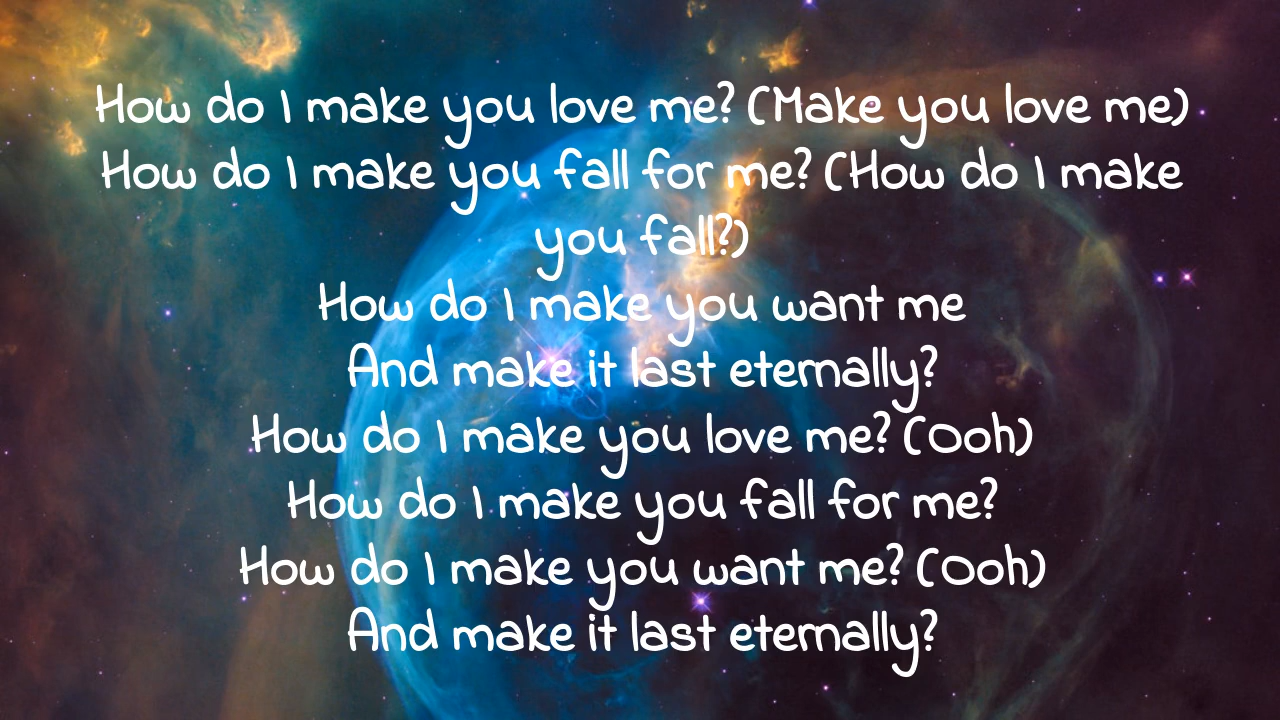 How do I make you love me? (Make you love me)
How do I make you fall for me? (How do I make
you fall?)
How do I make you want me
And make it last eternally?
How do I make you love me? (Ooh)
How do I make you fall for me?
How do I make you want me? (Ooh)
And make it last eternally?